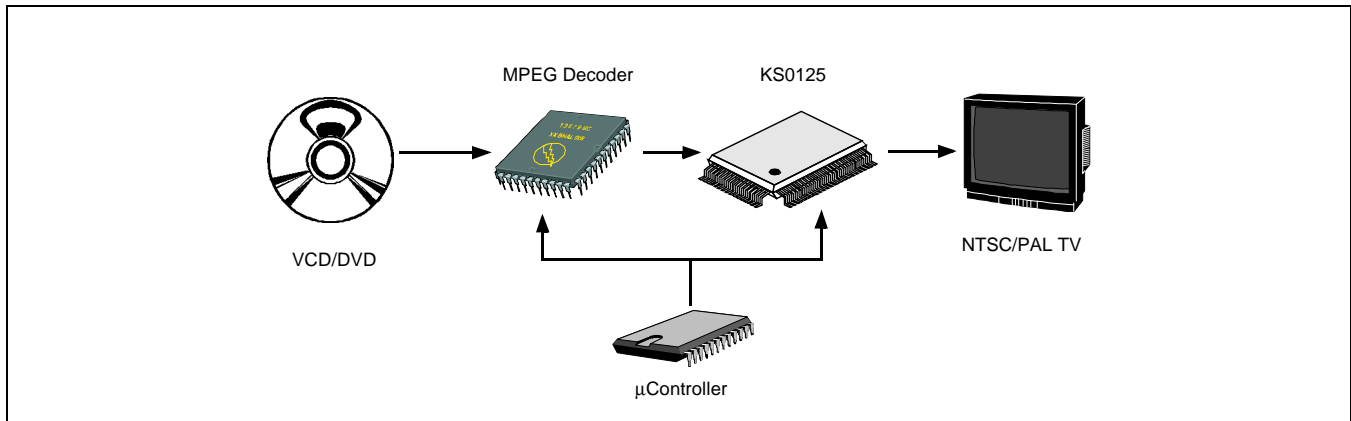 MPEG Decoder
KS0125
VCD/DVD
NTSC/PAL TV
µController